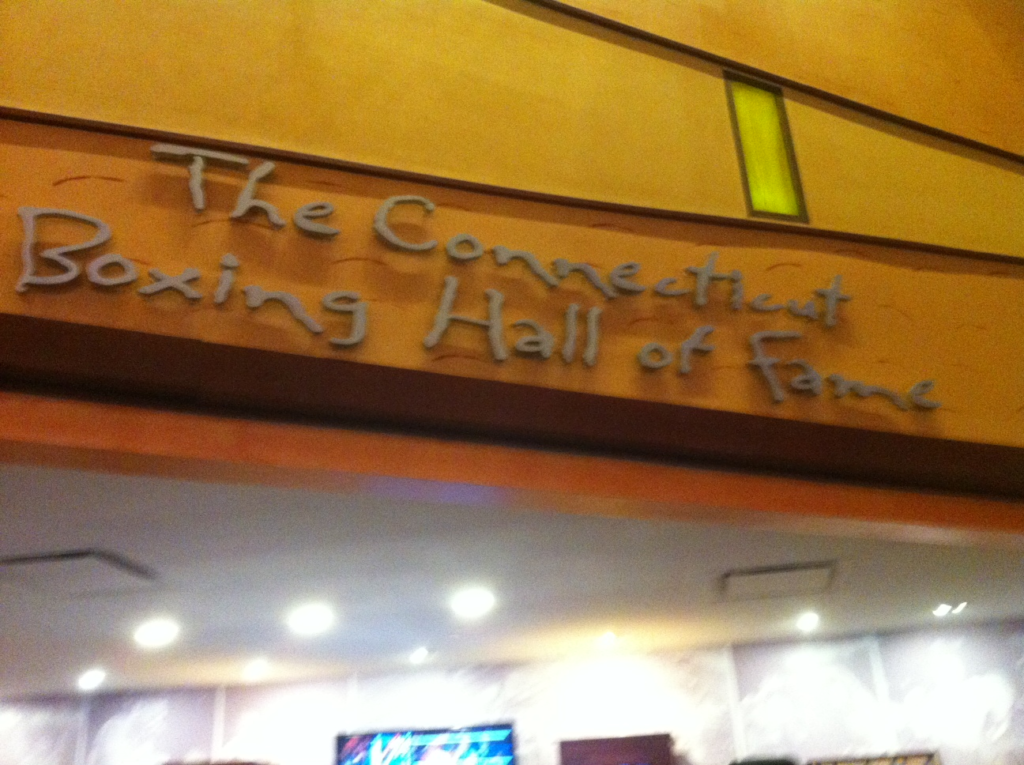 The Connecticut
Boxing Hall of Fame